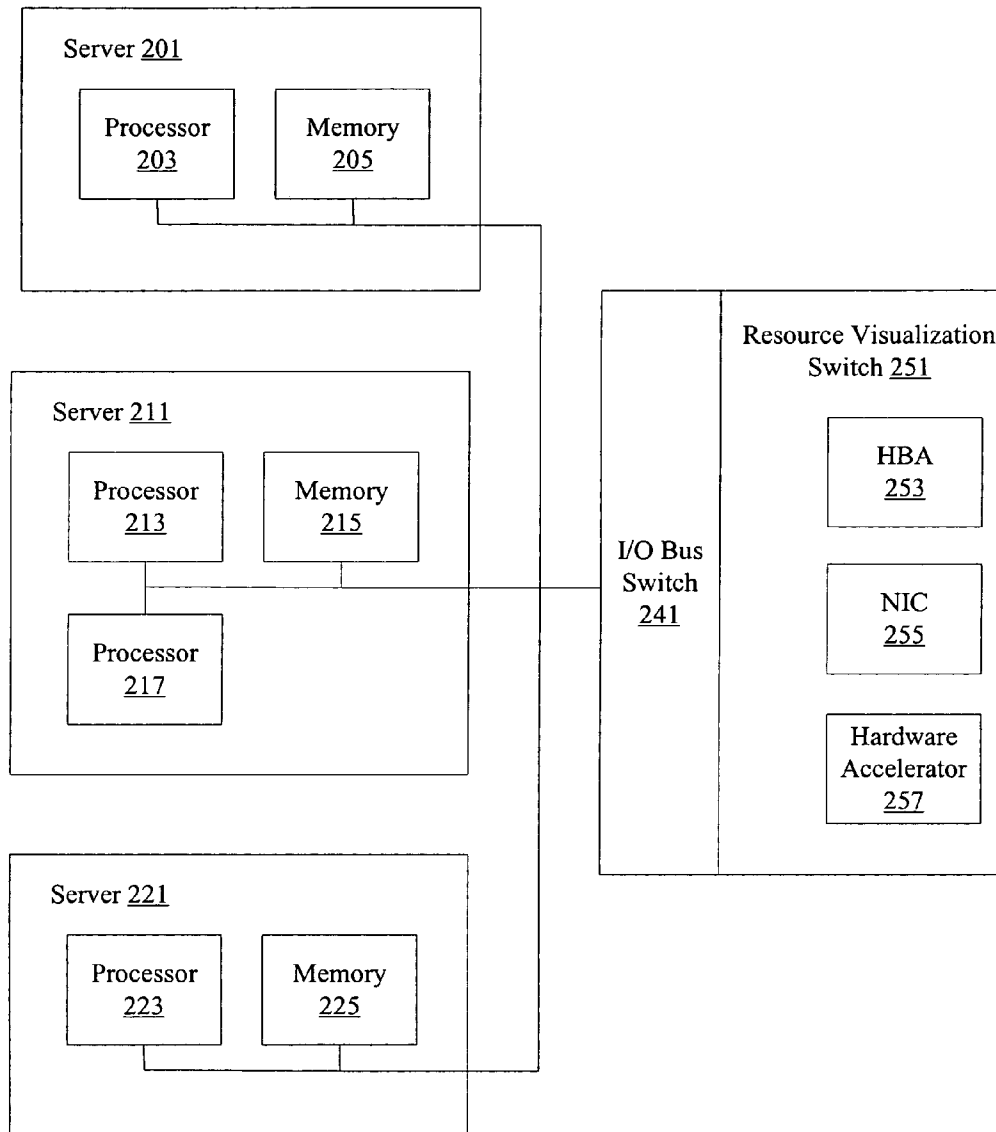 Server 201
Processor
203
Memory
205
Server 211
Processor
213
Memory
215
Processor
217
Server 221
Processor
223
Memory
225
I/O Bus
Switch
241
Resource Visualization
Switch 251
HBA
253
NIC
255
Hardware
Accelerator
257